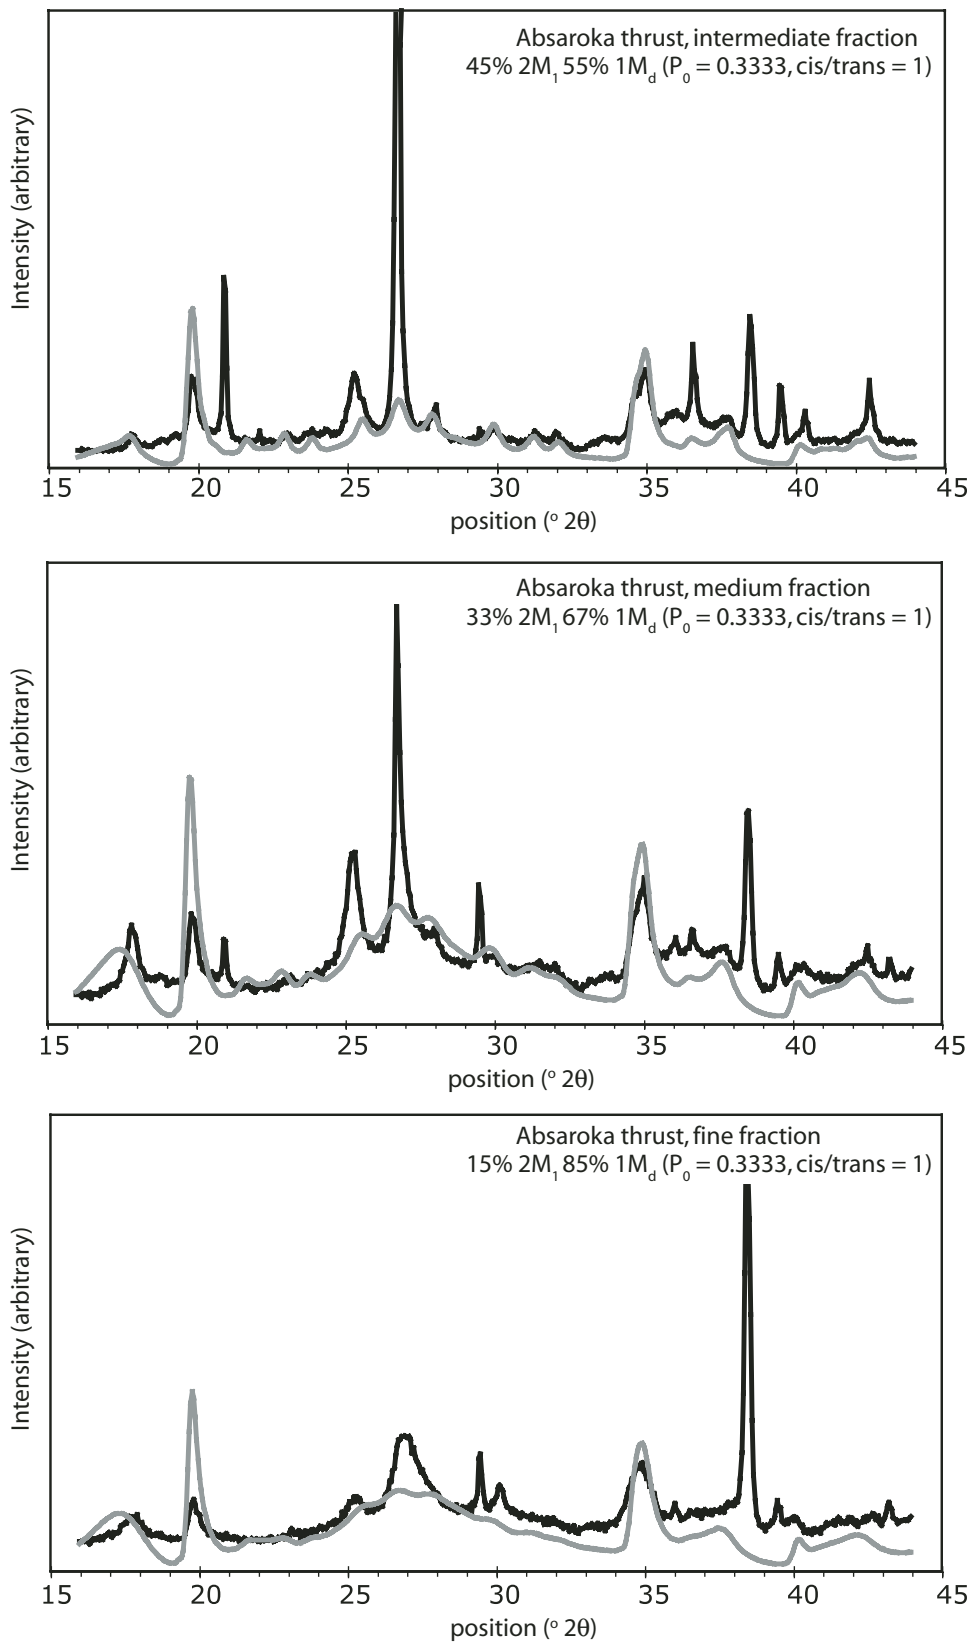 Absaroka thrust, intermediate fraction
45% 2M₁ 55% 1M_d (P₀ = 0.3333, cis/trans = 1)
Intensity (arbitrary)
15 20 25 30 35 40 45
position (° 2θ)
Absaroka thrust, medium fraction
33% 2M₁ 67% 1M_d (P₀ = 0.3333, cis/trans = 1)
Intensity (arbitrary)
15 20 25 30 35 40 45
position (° 2θ)
Absaroka thrust, fine fraction
15% 2M₁ 85% 1M_d (P₀ = 0.3333, cis/trans = 1)
Intensity (arbitrary)
15 20 25 30 35 40 45
position (° 2θ)